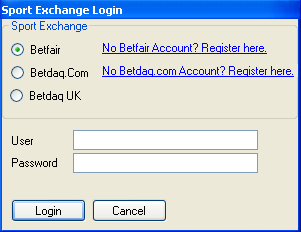 Sport Exchange Login
Sport Exchange
Betfair No Betfair Account? Register here.
Betdaq.Com No Betdaq.com Account? Register here.
Betdaq UK
User
Password
Login Cancel